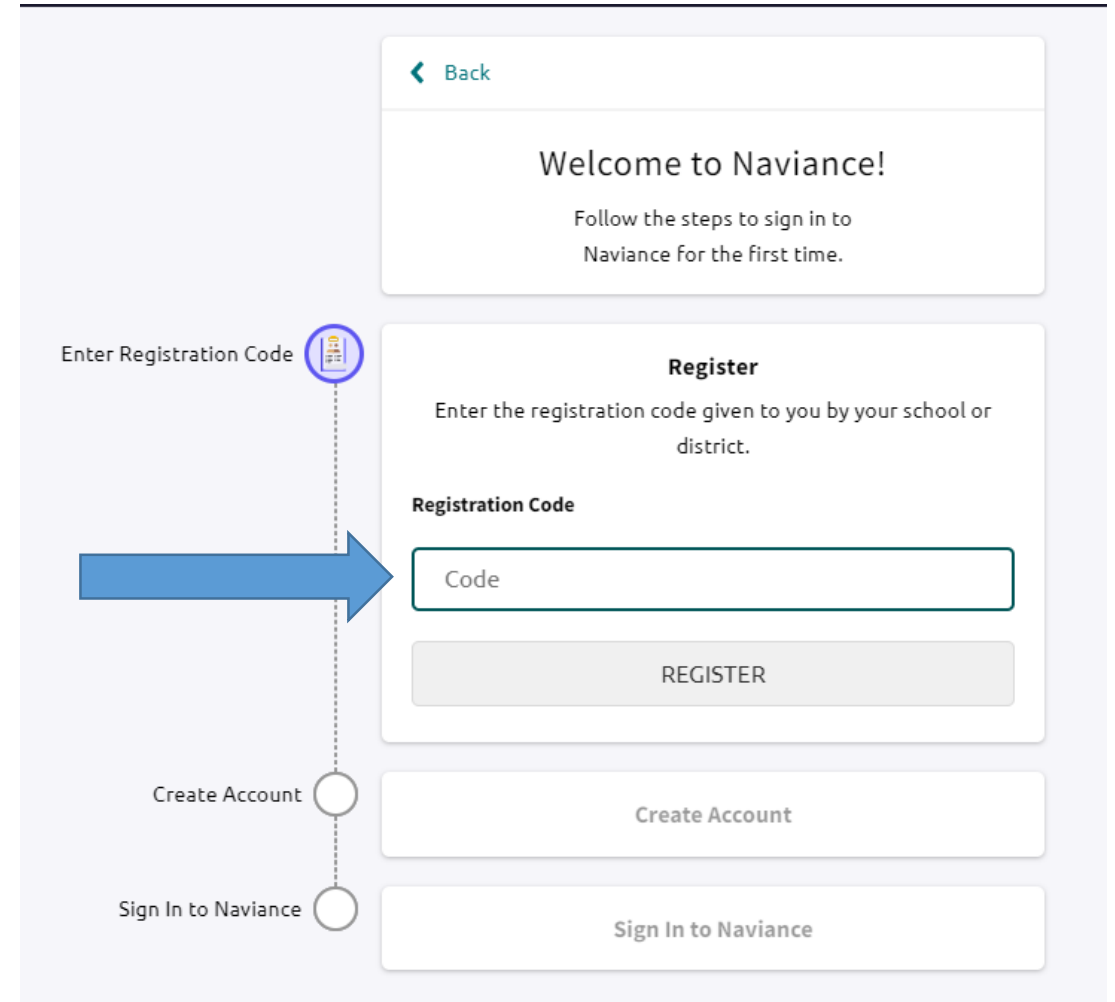 Back
Welcome to Naviance!
Follow the steps to sign in to
Naviance for the first time.
Enter Registration Code
Register
Enter the registration code given to you by your school or
district.
Registration Code
Code
REGISTER
Create Account
Create Account
Sign In to Naviance
Sign In to Naviance